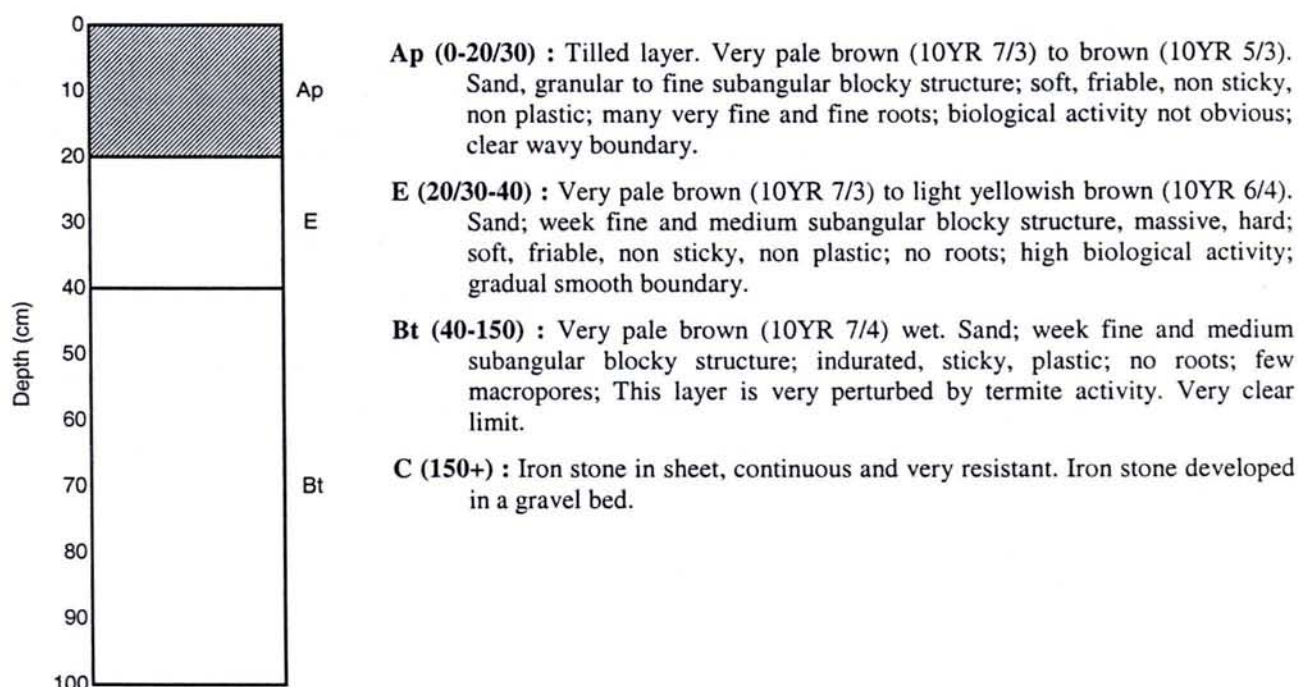 0
10
20
30
40
50
60
70
80
90
100
Depth (cm)
Ap
E
Bt
Ap (0-20/30) : Tilled layer. Very pale brown (10YR 7/3) to brown (10YR 5/3).
Sand, granular to fine subangular blocky structure; soft, friable, non sticky,
non plastic; many very fine and fine roots; biological activity not obvious;
clear wavy boundary.
E (20/30-40) : Very pale brown (10YR 7/3) to light yellowish brown (10YR 6/4).
Sand; week fine and medium subangular blocky structure, massive, hard;
soft, friable, non sticky, non plastic; no roots; high biological activity;
gradual smooth boundary.
Bt (40-150) : Very pale brown (10YR 7/4) wet. Sand; week fine and medium
subangular blocky structure; indurated, sticky, plastic; no roots; few
macropores; This layer is very perturbed by termite activity. Very clear
limit.
C (150+) : Iron stone in sheet, continuous and very resistant. Iron stone developed
in a gravel bed.